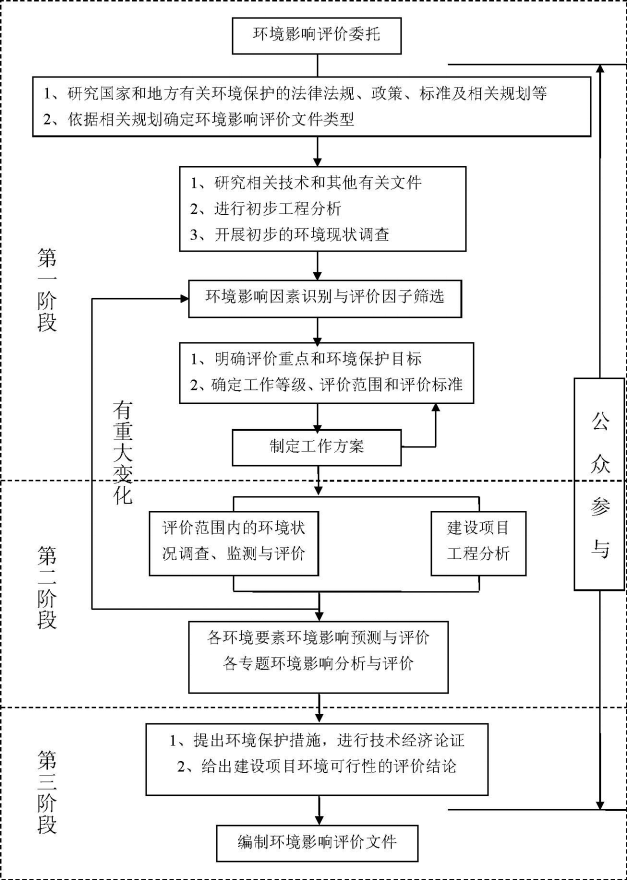 环境影响评价委托
1、研究国家和地方有关环境保护的法律法规、政策、标准及相关规划等
2、依据相关规划确定环境影响评价文件类型
1、研究相关技术和其他有关文件
2、进行初步工程分析
3、开展初步的环境现状调查
第一阶段
环境影响因素识别与评价因子筛选
1、明确评价重点和环境保护目标
2、确定工作等级、评价范围和评价标准
有重大变化
制定工作方案
公众参与
评价范围内的环境状
况调查、监测与评价
建设项目
工程分析
第二阶段
各环境要素环境影响预测与评价
各专题环境影响分析与评价
1、提出环境保护措施，进行技术经济论证
2、给出建设项目环境可行性的评价结论
第三阶段
编制环境影响评价文件